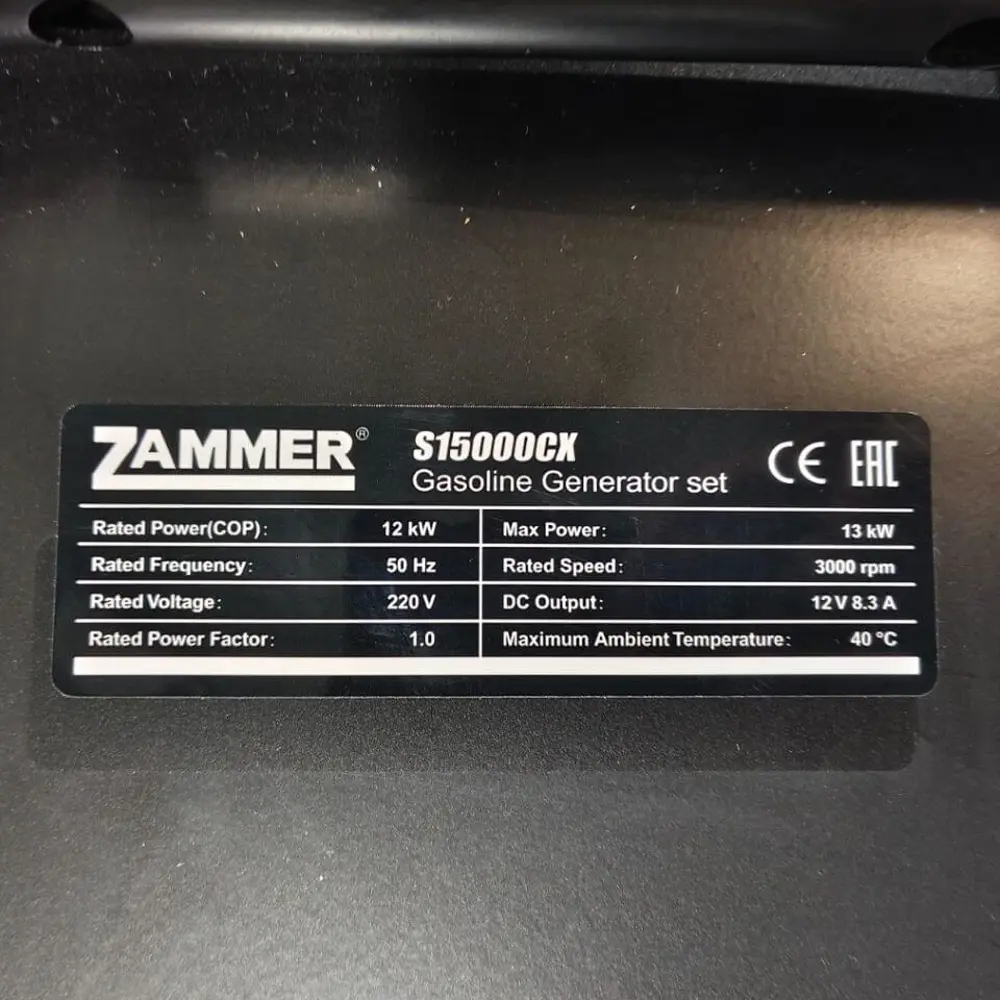 ZAMMER® S15000CX CE EAC
Gasoline Generator set
Rated Power(COP): 12 kW Max Power: 13 kW
Rated Frequency: 50 Hz Rated Speed: 3000 rpm
Rated Voltage: 220 V DC Output: 12 V 8.3 A
Rated Power Factor: 1.0 Maximum Ambient Temperature: 40 °C